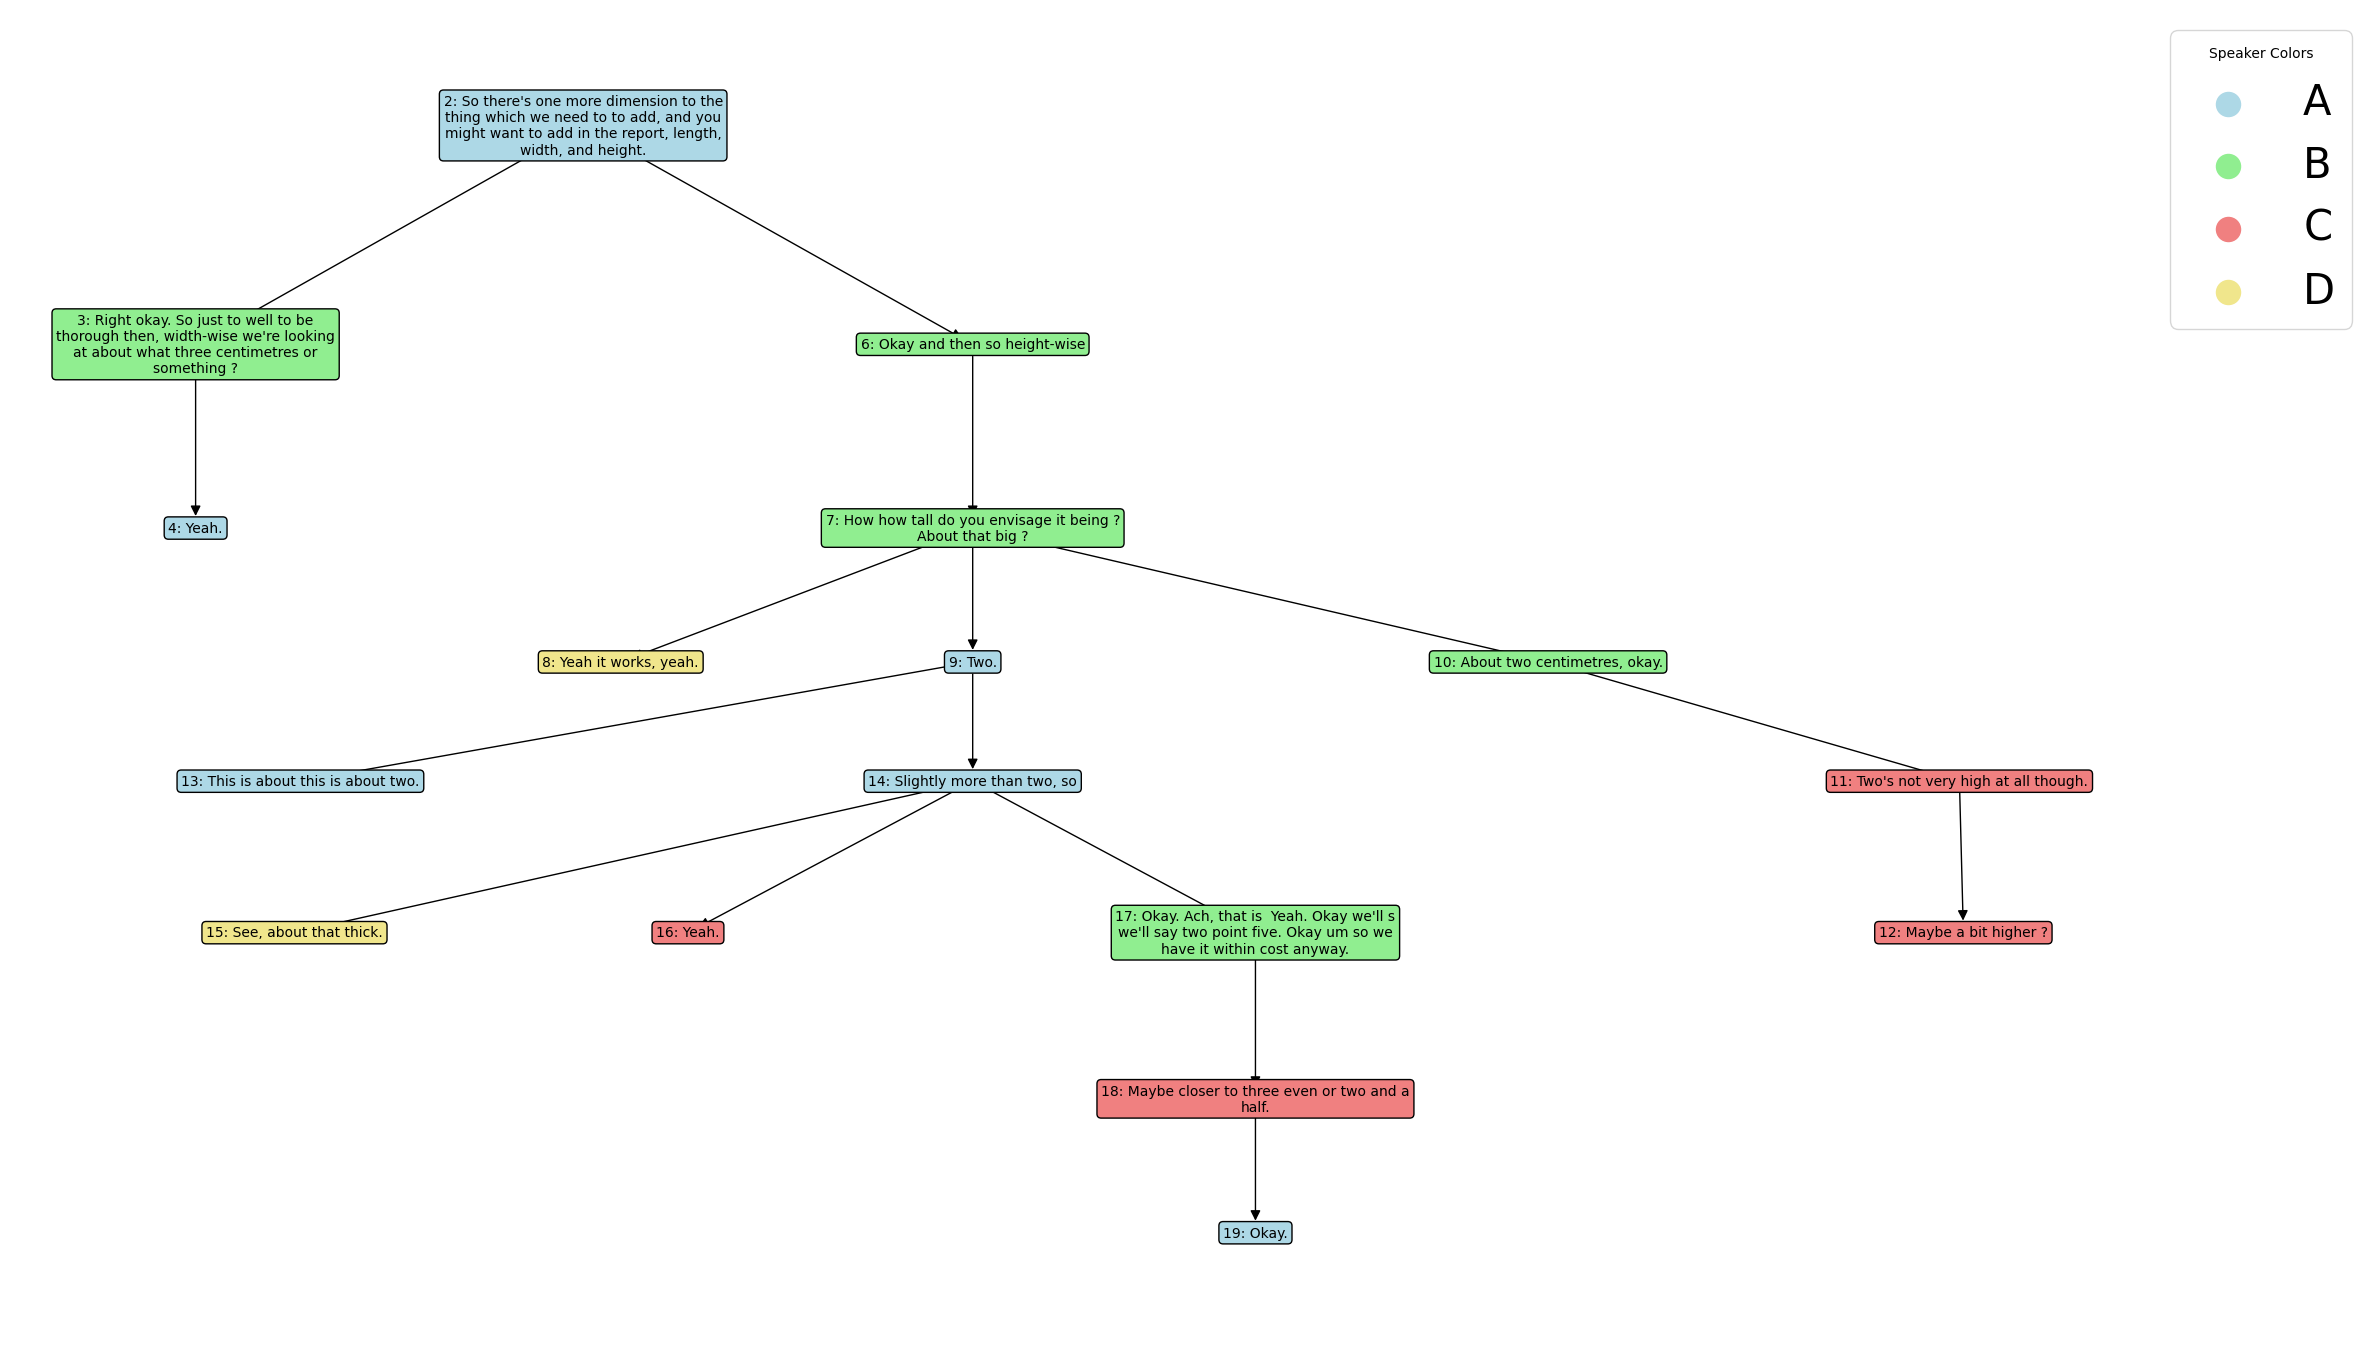 Speaker Colors
A
B
C
D
2: So there's one more dimension to the
thing which we need to to add, and you
might want to add in the report, length,
width, and height.
3: Right okay. So just to well to be
thorough then, width-wise we're looking
at about what three centimetres or
something ?
6: Okay and then so height-wise
4: Yeah.
7: How how tall do you envisage it being ?
About that big ?
8: Yeah it works, yeah.
9: Two.
10: About two centimetres, okay.
13: This is about this is about two.
14: Slightly more than two, so
11: Two's not very high at all though.
15: See, about that thick.
16: Yeah.
17: Okay. Ach, that is  Yeah. Okay we'll s
we'll say two point five. Okay um so we
have it within cost anyway.
12: Maybe a bit higher ?
18: Maybe closer to three even or two and a
half.
19: Okay.